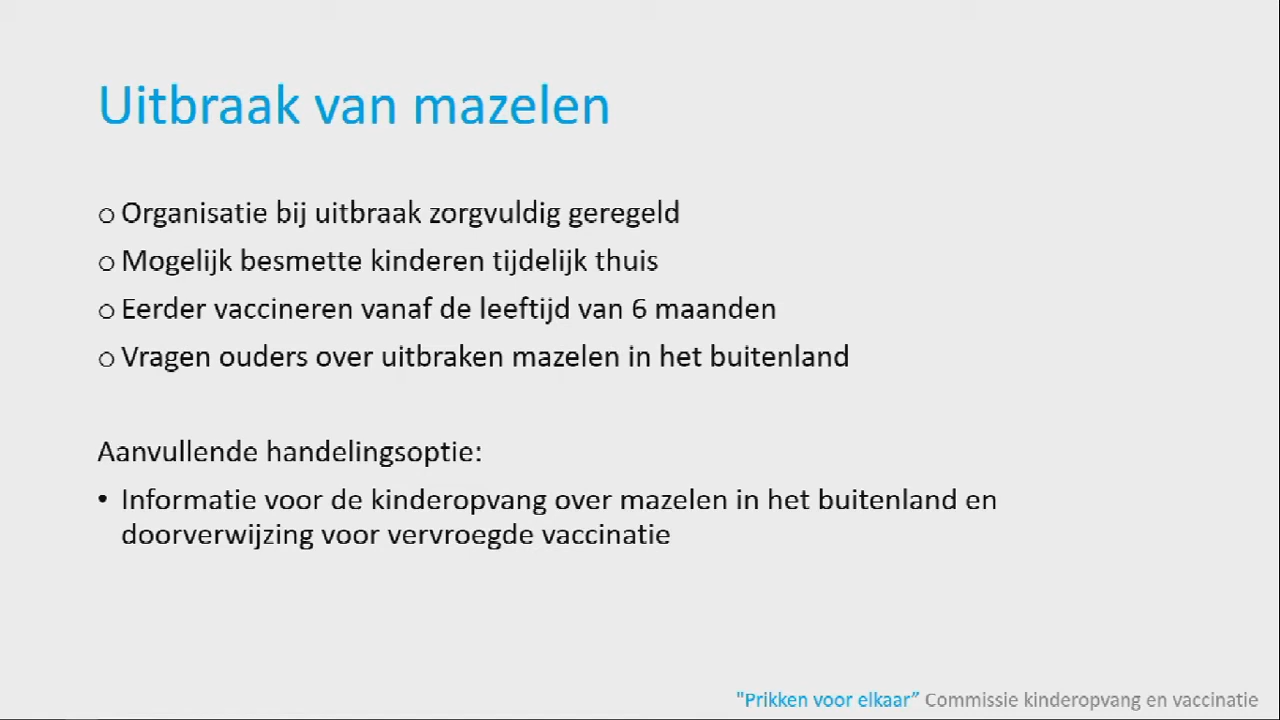 Uitbraak van mazelen
o Organisatie bij uitbraak zorgvuldig geregeld
o Mogelijk besmette kinderen tijdelijk thuis
o Eerder vaccineren vanaf de leeftijd van 6 maanden
o Vragen ouders over uitbraken mazelen in het buitenland
Aanvullende handelingsoptie:
• Informatie voor de kinderopvang over mazelen in het buitenland en
doorverwijzing voor vervroegde vaccinatie
"Prikken voor elkaar” Commissie kinderopvang en vaccinatie